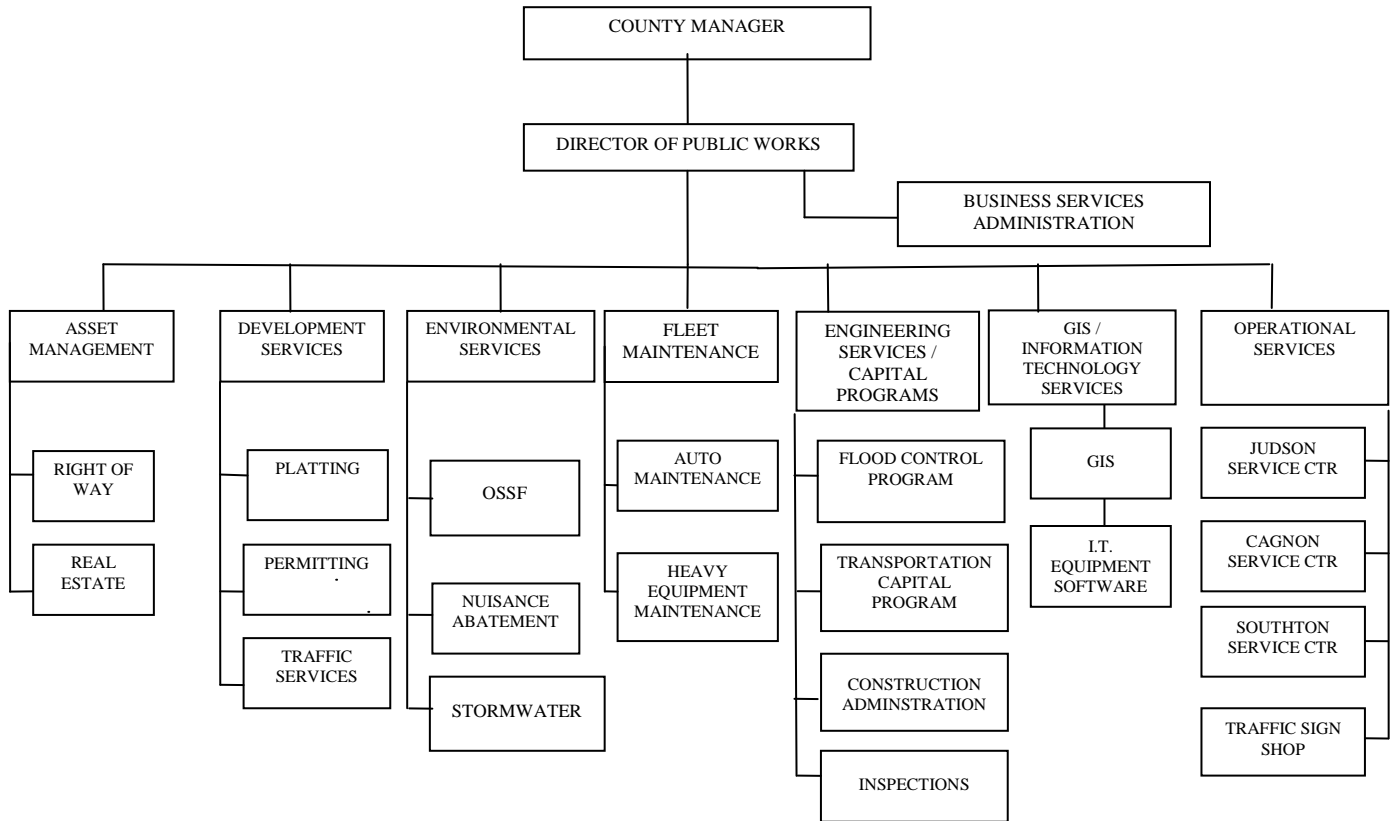 COUNTY MANAGER
DIRECTOR OF PUBLIC WORKS
BUSINESS SERVICES
ADMINISTRATION
ASSET
MANAGEMENT
RIGHT OF
WAY
REAL
ESTATE
DEVELOPMENT
SERVICES
PLATTING
PERMITTING
TRAFFIC
SERVICES
ENVIRONMENTAL
SERVICES
OSSF
NUISANCE
ABATEMENT
STORMWATER
FLEET
MAINTENANCE
AUTO
MAINTENANCE
HEAVY
EQUIPMENT
MAINTENANCE
ENGINEERING
SERVICES /
CAPITAL
PROGRAMS
FLOOD CONTROL
PROGRAM
TRANSPORTATION
CAPITAL
PROGRAM
CONSTRUCTION
ADMINSTRATION
INSPECTIONS
GIS /
INFORMATION
TECHNOLOGY
SERVICES
GIS
I.T.
EQUIPMENT
SOFTWARE
OPERATIONAL
SERVICES
JUDSON
SERVICE CTR
CAGNON
SERVICE CTR
SOUTHTON
SERVICE CTR
TRAFFIC SIGN
SHOP